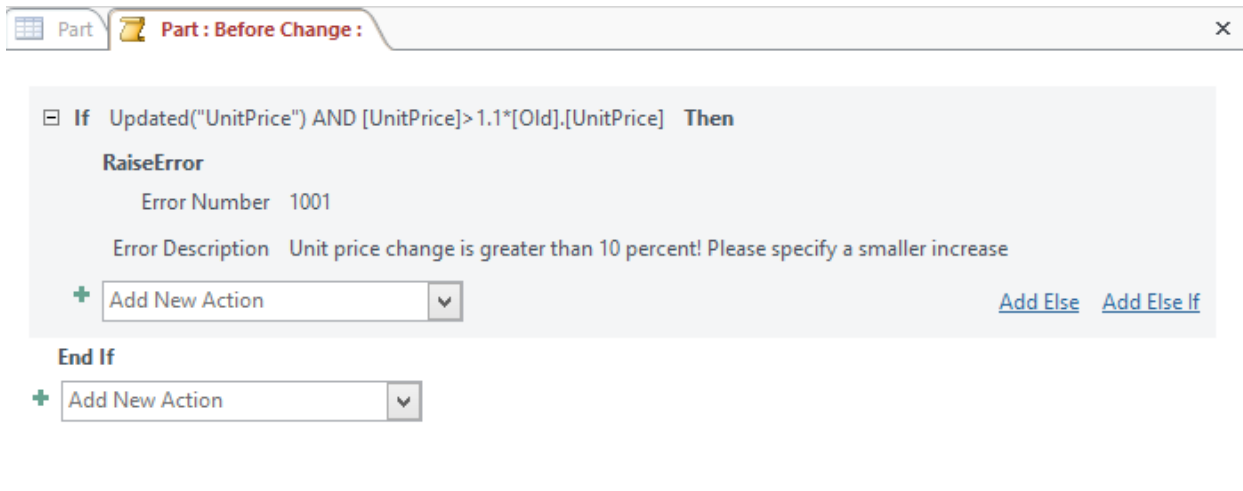 Part Part : Before Change :
If Updated("UnitPrice") AND [UnitPrice]>1.1*[Old].[UnitPrice] Then
RaiseError
Error Number 1001
Error Description Unit price change is greater than 10 percent! Please specify a smaller increase
Add New Action Add Else Add Else If
End If
Add New Action